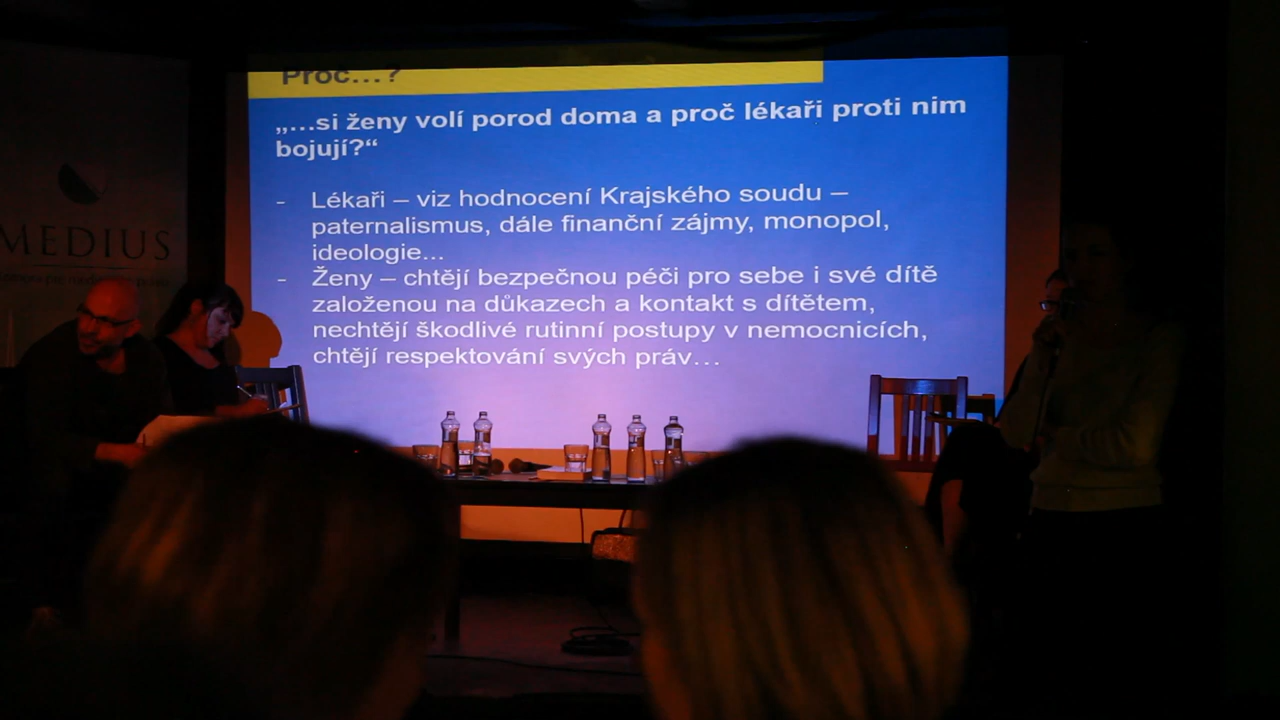 Proč...?
„...si ženy volí porod doma a proč lékaři proti nim
bojují?“
- Lékaři – viz hodnocení Krajského soudu –
paternalismus, dále finanční zájmy, monopol,
ideologie...
- Ženy – chtějí bezpečnou péči pro sebe i své dítě
založenou na důkazech a kontakt s dítětem,
nechtějí škodlivé rutinní postupy v nemocnicích,
chtějí respektování svých práv...
MEDIUS